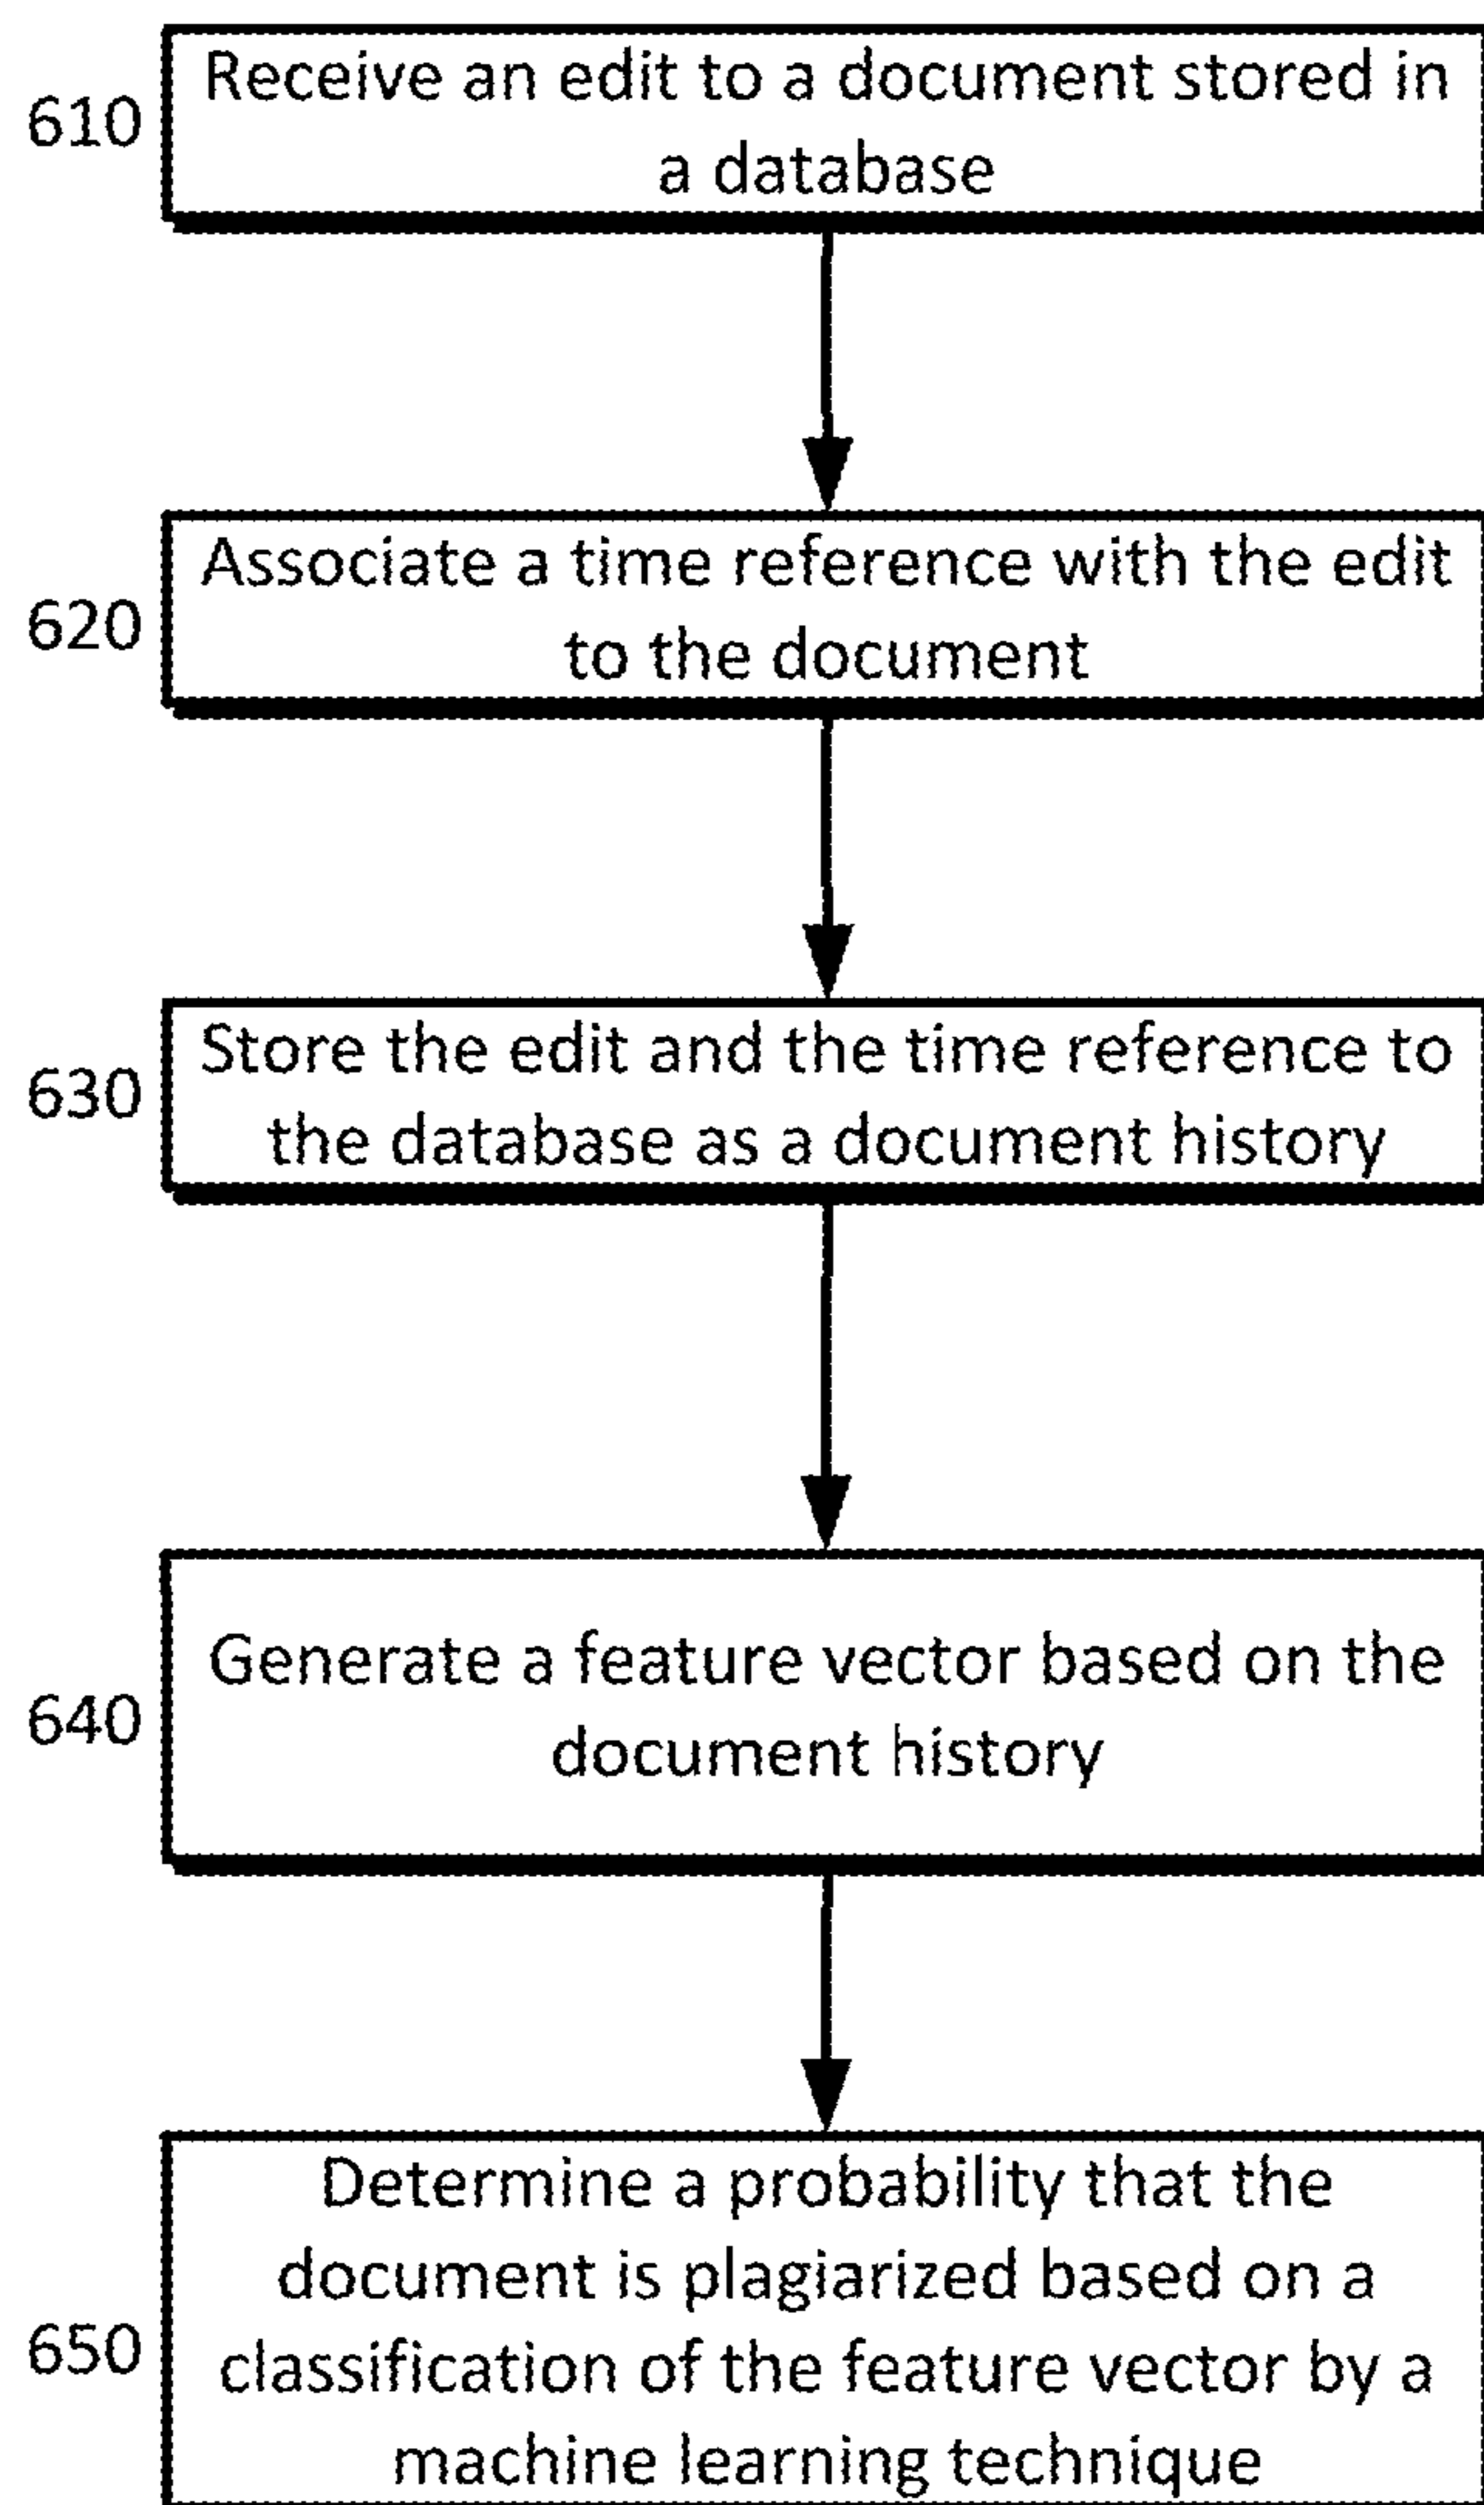 610
Receive an edit to a document stored in
a database
620
Associate a time reference with the edit
to the document
630
Store the edit and the time reference to
the database as a document history
640
Generate a feature vector based on the
document history
650
Determine a probability that the
document is plagiarized based on a
classification of the feature vector by a
machine learning technique